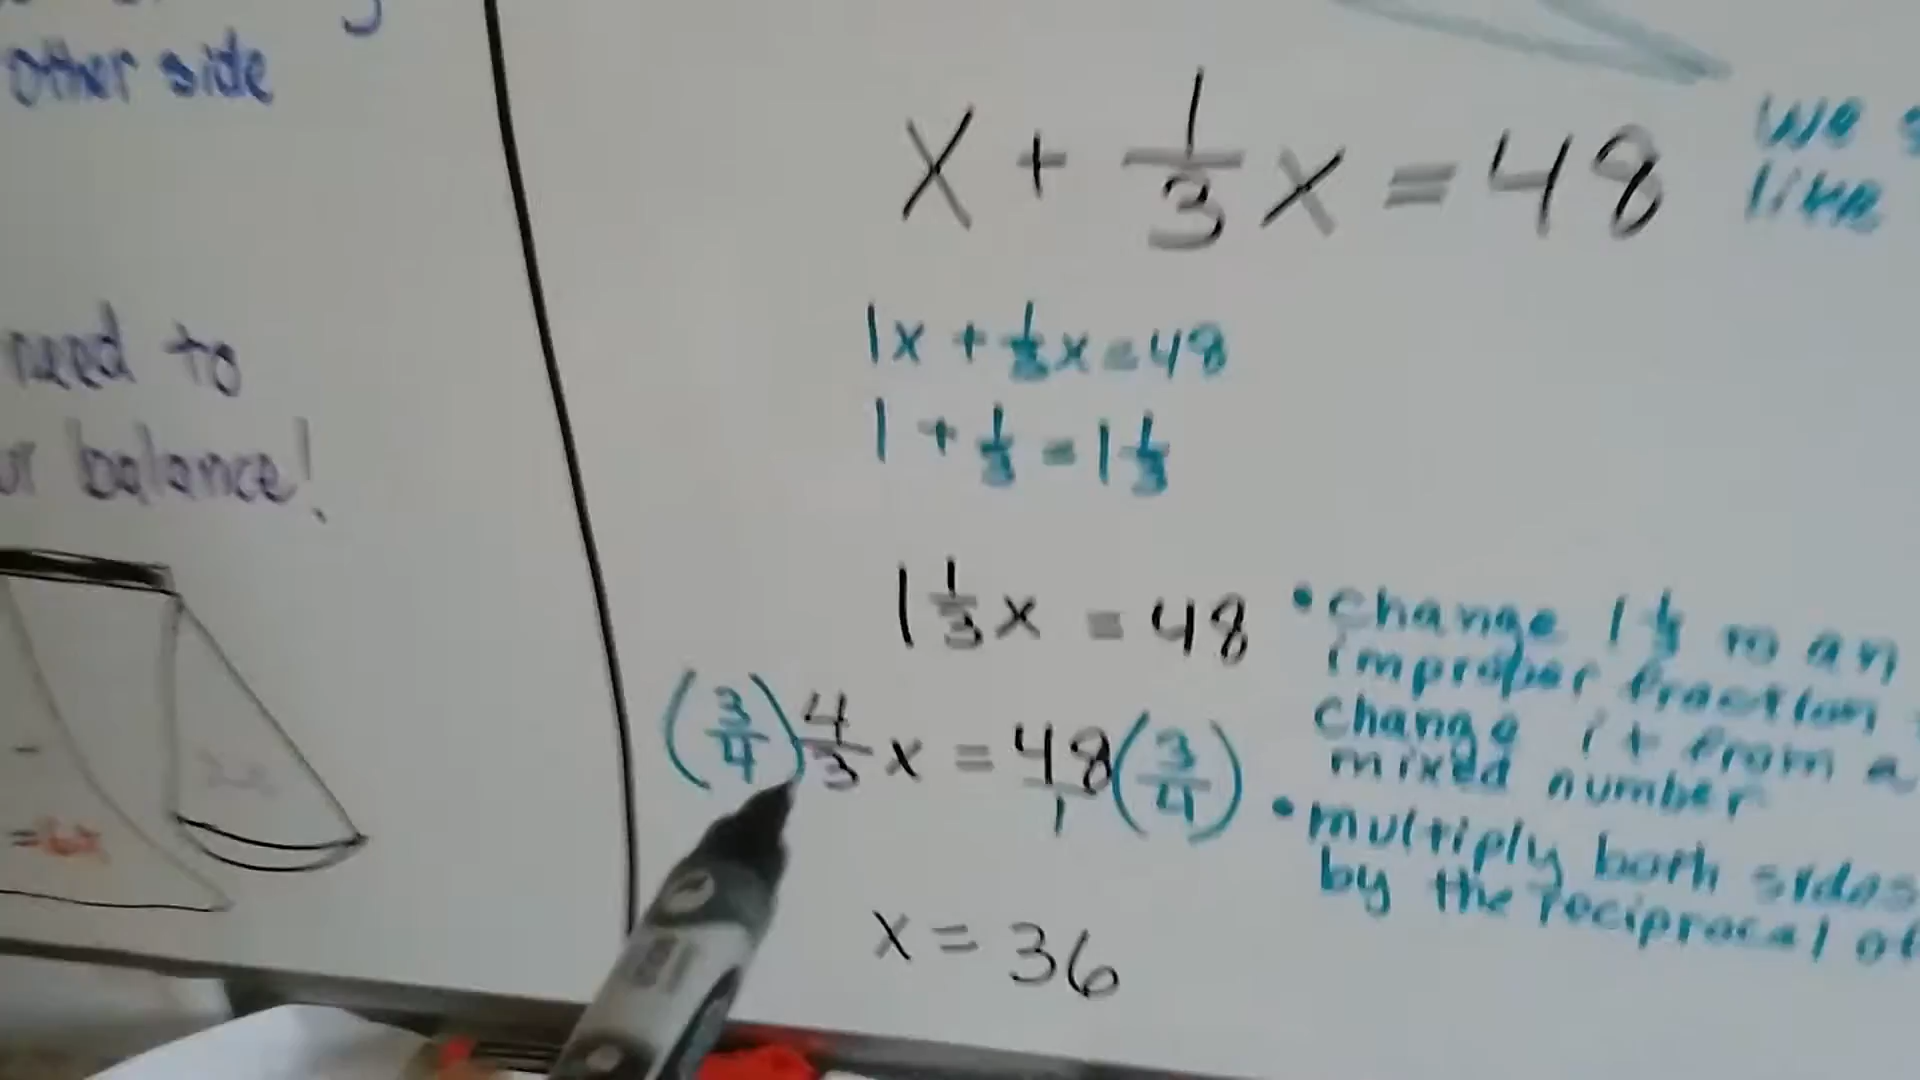 other side
need to
balance!
x + 1/3 x = 48
we
like
1x + 1/3 x = 48
1 + 1/3 = 1 1/3
1 1/3 x = 48
• change 1 1/3 to an
improper fraction
change it from a
mixed number
(3/4) 4/3 x = 48/1 (3/4)
• multiply both sides
by the reciprocal of
x = 36